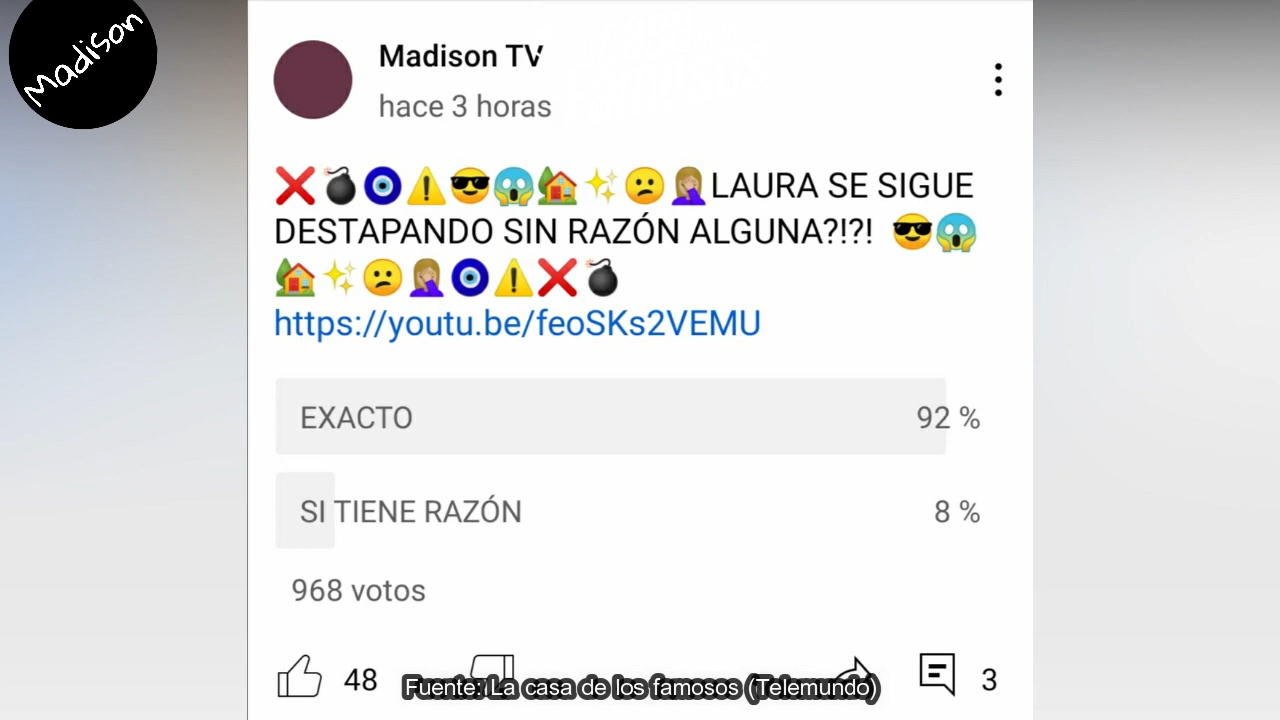 Madison
Madison TV
hace 3 horas
❌💣🧿⚠️😎😱🏡✨😕🤦🏼‍♀️LAURA SE SIGUE
DESTAPANDO SIN RAZÓN ALGUNA?!?! 😎😱
🏡✨😕🤦🏼‍♀️🧿⚠️❌💣
https://youtu.be/feoSKs2VEMU
EXACTO 92 %
SI TIENE RAZÓN 8 %
968 votos
48 3
Fuente: La casa de los famosos (Telemundo)